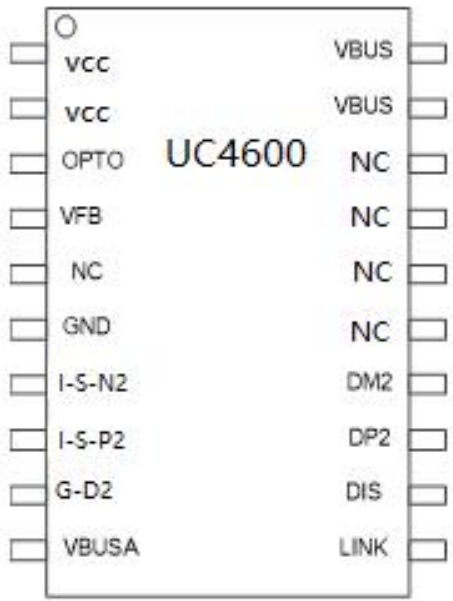 VCC VBUS
VCC VBUS
OPTO UC4600 NC
VFB NC
NC NC
GND NC
I-S-N2 DM2
I-S-P2 DP2
G-D2 DIS
VBUSA LINK